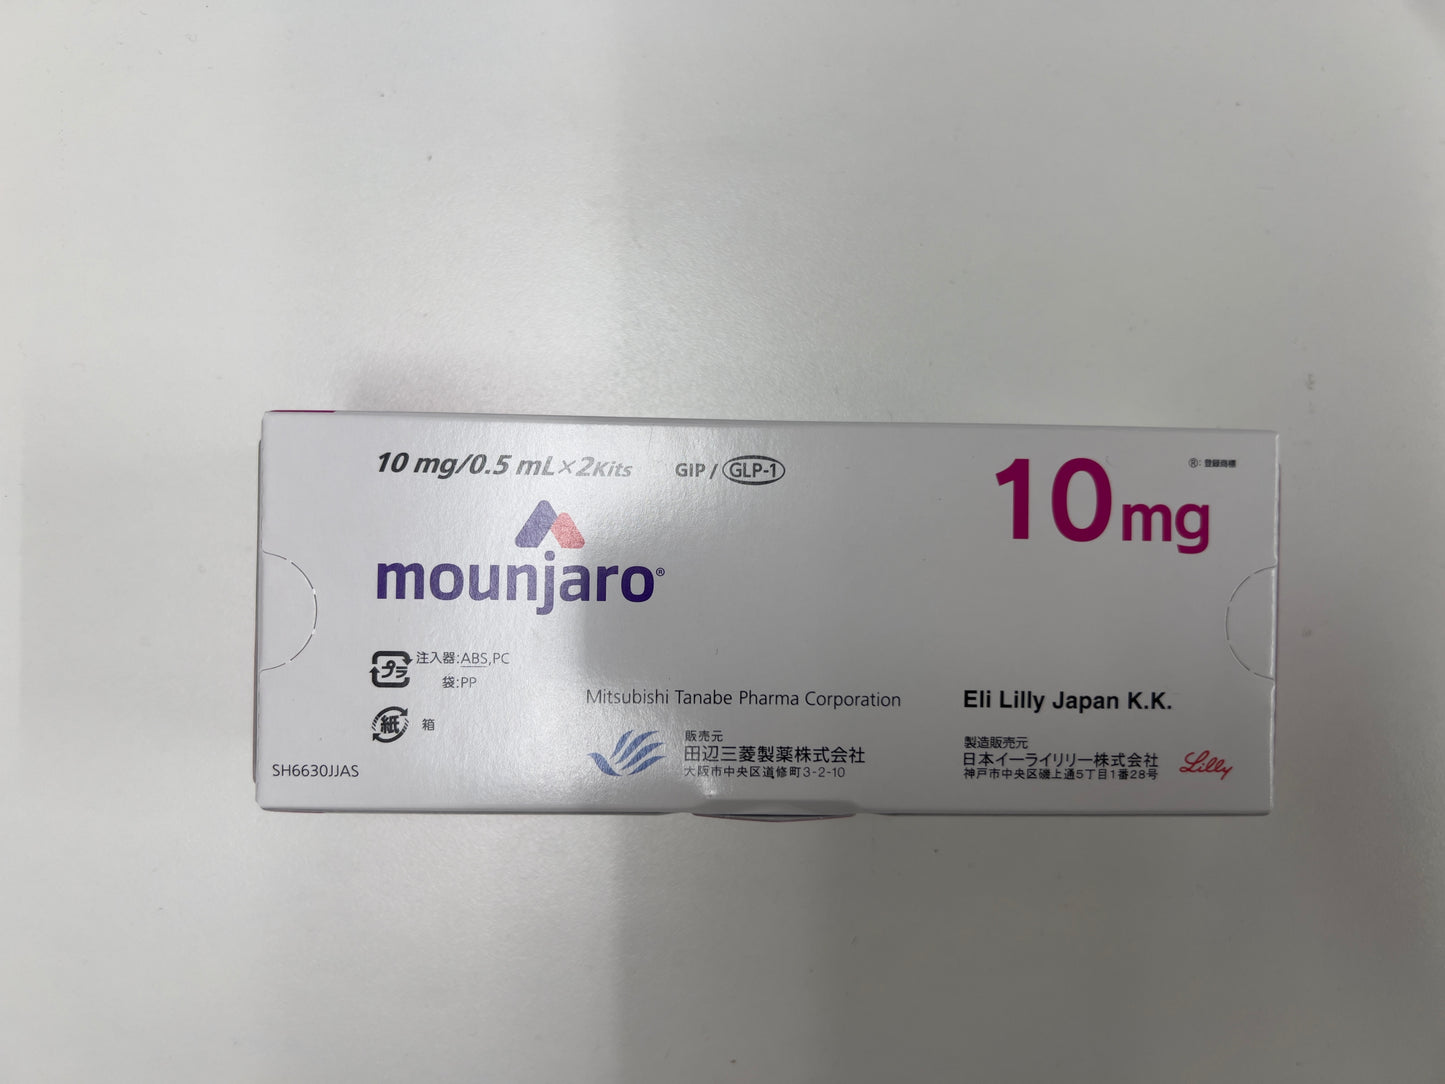 10 mg/0.5 mL×2Kits GIP / GLP-1
10mg
®: 登録商標
mounjaro®
プラ 注入器:ABS,PC
袋:PP
紙 箱
SH6630JJAS
Mitsubishi Tanabe Pharma Corporation
販売元
田辺三菱製薬株式会社
大阪市中央区道修町3-2-10
Eli Lilly Japan K.K.
製造販売元
日本イーライリリー株式会社
神戸市中央区磯上通5丁目1番28号
Lilly